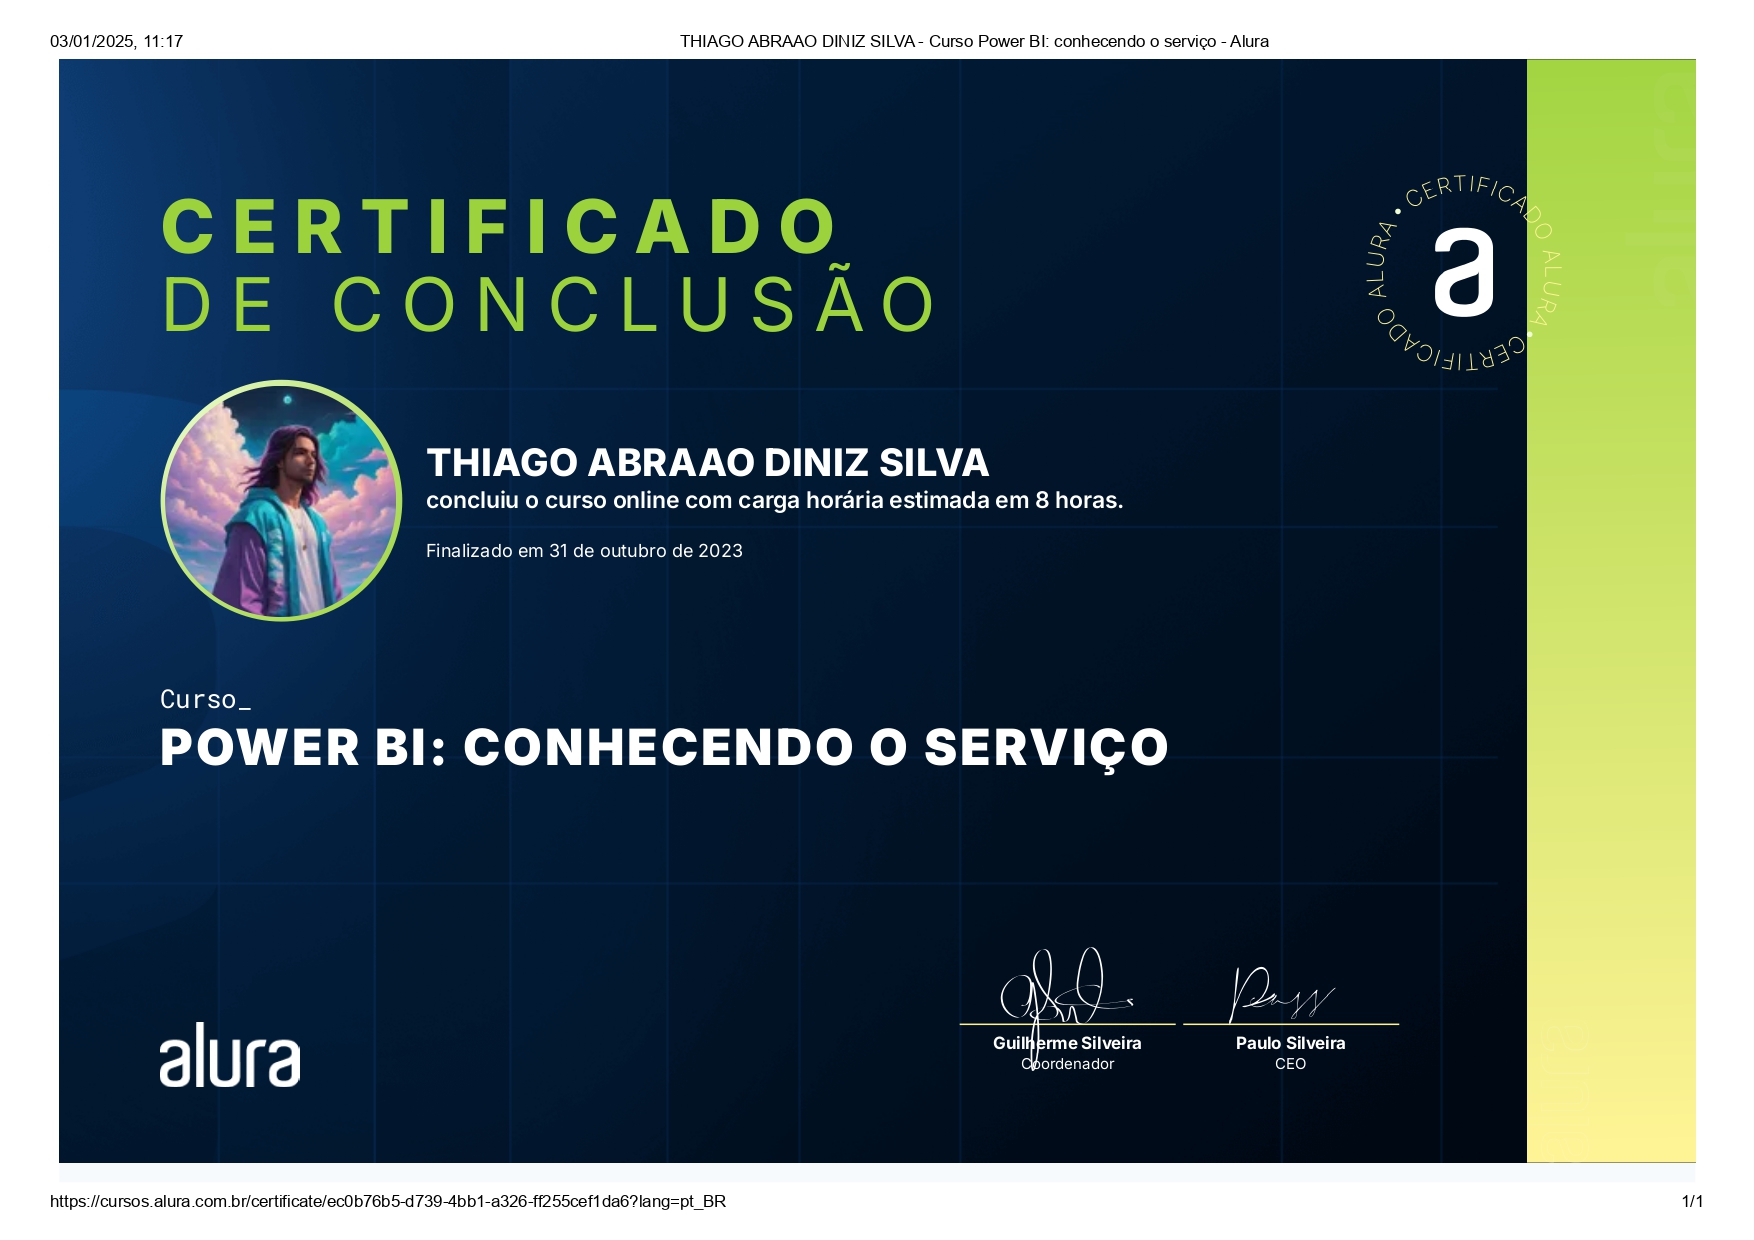 03/01/2025, 11:17
THIAGO ABRAAO DINIZ SILVA - Curso Power BI: conhecendo o serviço - Alura
CERTIFICADO
DE CONCLUSÃO
CERTIFICADO ALURA • CERTIFICADO ALURA •
a
THIAGO ABRAAO DINIZ SILVA
concluiu o curso online com carga horária estimada em 8 horas.
Finalizado em 31 de outubro de 2023
Curso_
POWER BI: CONHECENDO O SERVIÇO
alura
Guilherme Silveira
Coordenador
Paulo Silveira
CEO
https://cursos.alura.com.br/certificate/ec0b76b5-d739-4bb1-a326-ff255cef1da6?lang=pt_BR
1/1